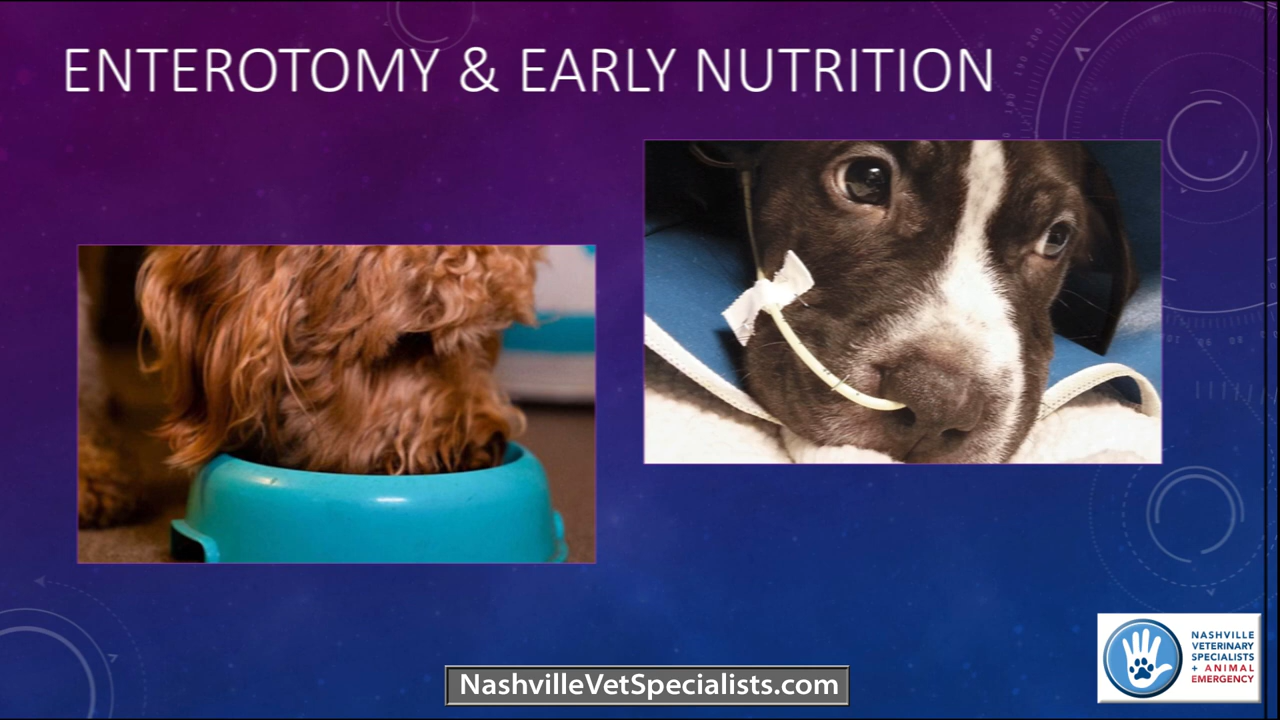 ENTEROTOMY & EARLY NUTRITION
NASHVILLE
VETERINARY
SPECIALISTS
+ ANIMAL
EMERGENCY
NashvilleVetSpecialists.com